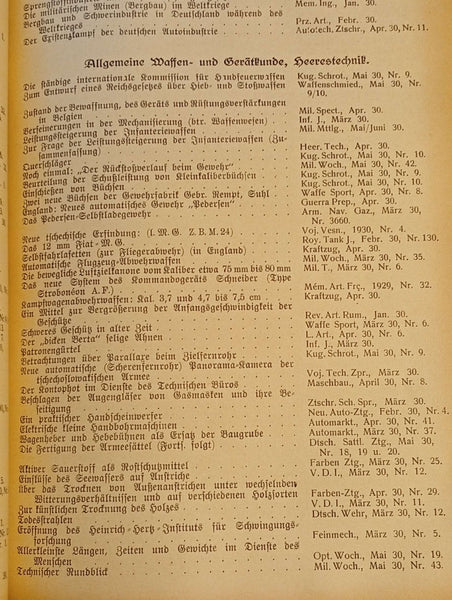 Sprengstoffindustrie . . . Mem. Ing., Jan. 30.
Die militärischen Minen (Bergbau) im Weltkriege
Bergbau und Schwerindustrie in Deutschland während des
Weltkrieges . . . Prz. Art., Febr. 30.
Der Existenzkampf der deutschen Autoindustrie . . . Autotech. Ztschr., Apr. 30, Nr. 11.
Allgemeine Waffen- und Gerätkunde, Heerestechnik.
Die ständige internationale Kommission für Handfeuerwaffen . Kug. Schrot., Mai 30, Nr. 9.
Zum Entwurf eines Reichsgesetzes über Hieb- und Stoßwaffen . Waffenschmied., Mai 30, Nr.
9/10.
Zustand der Bewaffnung, des Geräts und Rüstungsverstärkungen
in Belgien . . . Mil. Spect., Apr. 30.
Verfeinerungen in der Mechanisierung (btr. Waffenwesen) . . Inf. J., März 30.
Leistungssteigerung der Infanteriewaffen . . . Mil. Mttlg., Mai/Juni 30.
Zur Frage der Leistungssteigerung der Infanteriewaffen (Zu-
sammenfassung) . . . Heer. Tech., Apr. 30.
Querschläger . . . Kug. Schrot., Mai 30, Nr. 10.
Noch einmal: „Der Rückstoßverlauf beim Gewehr“ . . . Mil. Woch., Mai 30, Nr. 42.
Beurteilung der Schußleistung von Kleinkaliberbüchsen . . . Kug. Schrot., Mai 30, Nr. 10.
Einschießen von Büchsen . . . Kug. Schrot., Mai 30, Nr. 10.
Zwei neue Büchsen der Gewehrfabrik Gebr. Rempt, Suhl . . Waffe Sport, Apr. 30, Nr. 8.
England: Neues automatisches Gewehr „Pedersen“ . . . Guerra Prep., Apr. 30.
Das Pedersen-Selbstladegewehr . . . Arm. Nav. Gaz., März 30,
Nr. 3660.
Neue tschechische Erfindung: (I. M. G. Z. B. M. 24) . . . Voj. Vesn., 1930, Nr. 4.
Das 12 mm Fiat-M.G. . . . Roy. Tank J., Febr. 30, Nr. 130.
Selbstfahrlafetten (zur Fliegerabwehr) (in England) . . . Kraftzug, Apr. 30.
Automatische Flugzeug-Abwehrwaffen . . . Mil. Woch., März 30, Nr. 35.
Die bewegliche Luftzielkanone vom Kaliber etwa 75 mm bis 80 mm . Mil. T., März 30, Nr. 6.
Das neue System des Kommandogeräts Schneider (Type
Strobonson A. F.) . . . Mém. Art. Frç., 1929, Nr. 32.
Kampfwagenabwehrwaffen: Kal. 3,7 und 4,7 bis 7,5 cm . . Kraftzug, Apr. 30.
Ein Mittel zur Vergrößerung der Anfangsgeschwindigkeit der
Geschütze . . . Rev. Art. Rum., Jan. 30.
Schweres Geschütz in alter Zeit . . . Waffe Sport, März 30, Nr. 6.
Der „dicken Berta“ selige Ahnen . . . L. Art., Apr. 30, Nr. 6.
Patronengürtel . . . Inf. J., März 30.
Betrachtungen über Parallaxe beim Zielfernrohr . . . Kug. Schrot., Mai 30, Nr. 9.
Neue automatische (Scherenfernrohr) Panorama-Kamera der
tschechoslowakischen Armee . . . Voj. Tech. Zpr., März 30.
Der Kontophot im Dienste des Technischen Büros . . . Maschbau., April 30, Nr. 8.
Beschlagen der Augengläser von Gasmasken und ihre Be-
seitigung . . . Ztschr. Sch. Spr., März 30.
Ein praktischer Handscheinwerfer . . . Neu. Auto-Ztg., Febr. 30, Nr. 4.
Elektrische kleine Handbohrmaschinen . . . Automarkt., Apr. 30, Nr. 41.
Wagenheber und Hebebühnen als Ersatz der Baugrube . . Automarkt., März 30, Nr. 37.
Die Fertigung der Armeesättel (Forts. folgt) . . . Dtsch. Sattl. Ztg., Mai 30,
Nr. 18, 19 u. 20.
Aktiver Sauerstoff als Rostschutzmittel . . . Farben Ztg., März 30, Nr. 25.
Einflüsse des Seewassers auf Anstriche . . . V. D. I., März 30, Nr. 12.
über das Trocknen von Außenanstrichen unter wechselnden
Witterungsverhältnissen und auf verschiedenen Holzsorten . Farben-Ztg., Apr. 30, Nr. 29.
Zur künstlichen Trocknung des Holzes . . . V. D. I., März 30, Nr. 11.
Todesstrahlen . . . Dtsch. Wehr, März 30, Nr. 12.
Eröffnung des Heinrich-Hertz-Instituts für Schwingungs-
forschung . . . Feinmech., März 30, Nr. 5.
Allerkleinste Längen, Zeiten und Gewichte im Dienste des
Menschen . . . Opt. Woch., Mai 30, Nr. 19.
Technischer Rundblick . . . Mil. Woch., Mai 30, Nr. 43.